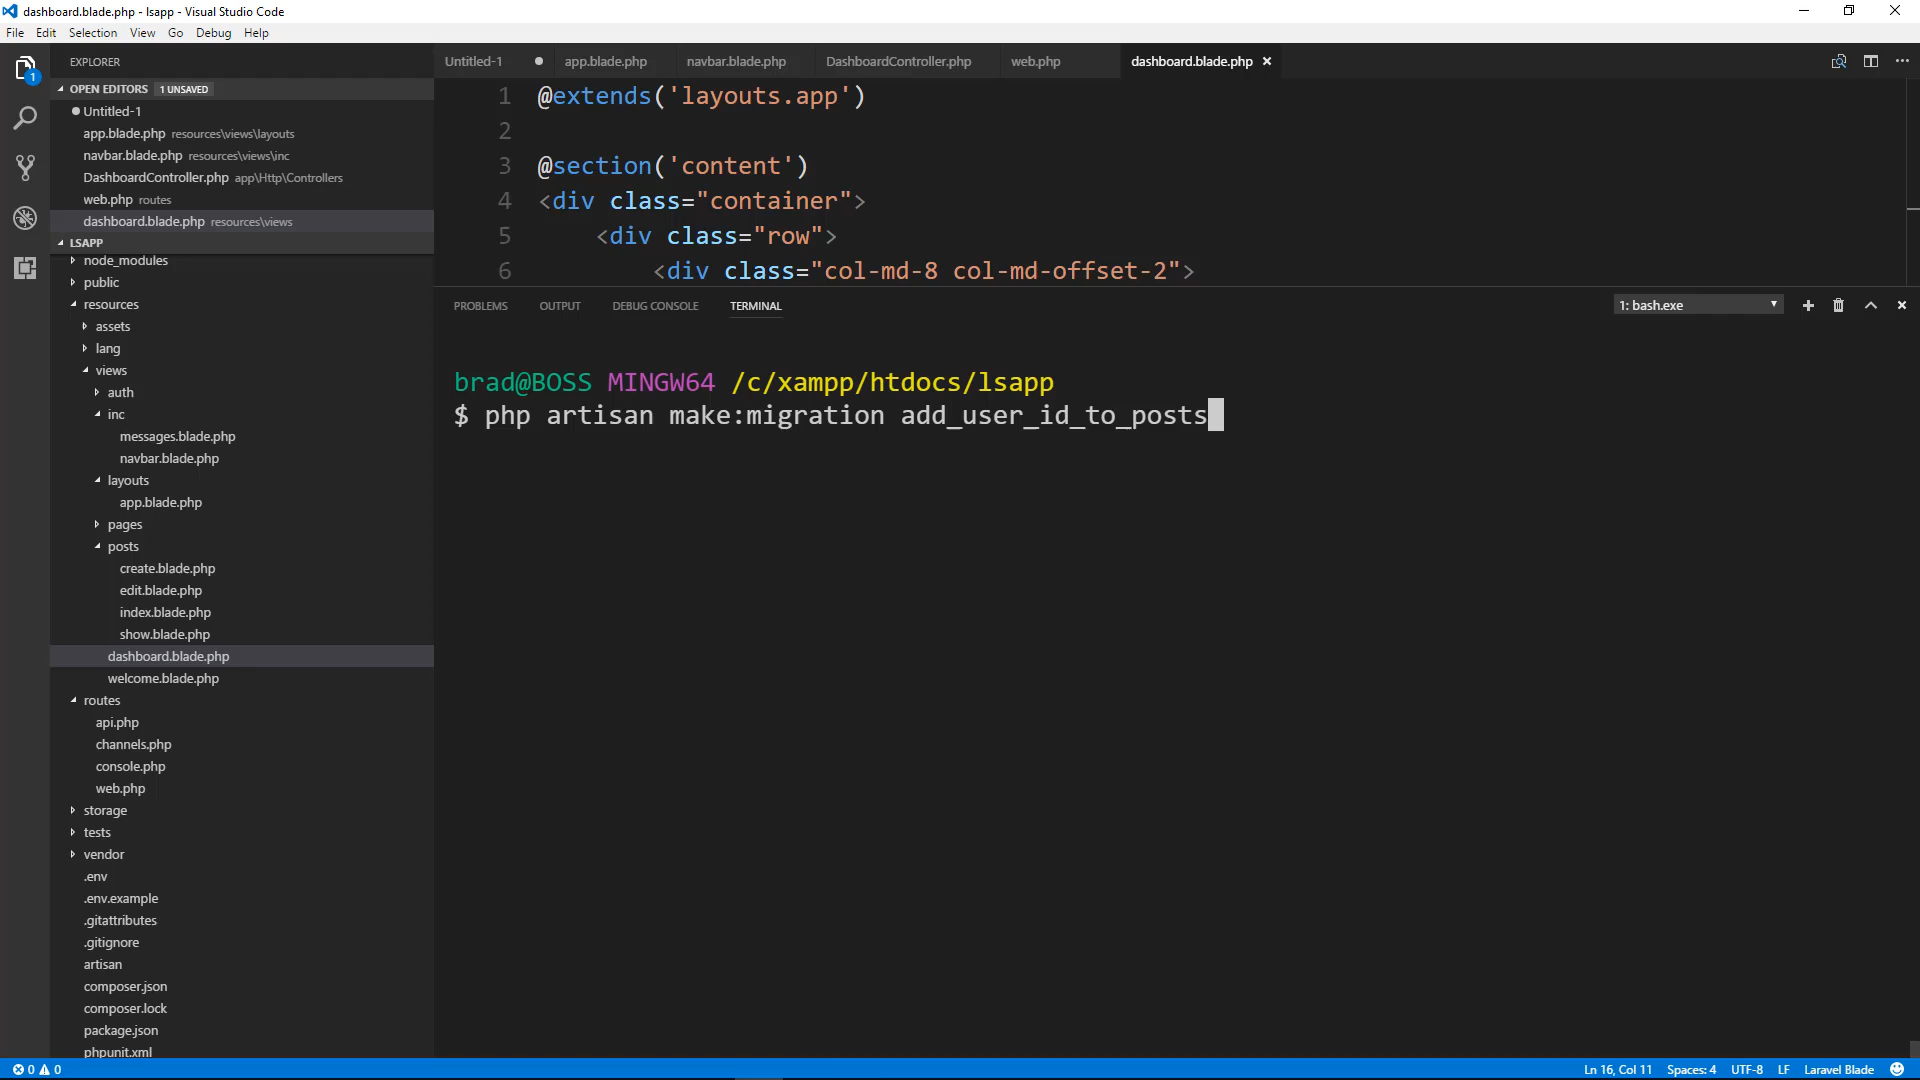 dashboard.blade.php - lsapp - Visual Studio Code
File Edit Selection View Go Debug Help
EXPLORER
OPEN EDITORS 1 UNSAVED
Untitled-1
app.blade.php resources\views\layouts
navbar.blade.php resources\views\inc
DashboardController.php app\Http\Controllers
web.php routes
dashboard.blade.php resources\views
LSAPP
node_modules
public
resources
assets
lang
views
auth
inc
messages.blade.php
navbar.blade.php
layouts
app.blade.php
pages
posts
create.blade.php
edit.blade.php
index.blade.php
show.blade.php
dashboard.blade.php
welcome.blade.php
routes
api.php
channels.php
console.php
web.php
storage
tests
vendor
.env
.env.example
.gitattributes
.gitignore
artisan
composer.json
composer.lock
package.json
phpunit.xml
1
Untitled-1 app.blade.php navbar.blade.php DashboardController.php web.php dashboard.blade.php
1 @extends('layouts.app')
2
3 @section('content')
4 <div class="container">
5 <div class="row">
6 <div class="col-md-8 col-md-offset-2">
PROBLEMS OUTPUT DEBUG CONSOLE TERMINAL 1: bash.exe
brad@BOSS MINGW64 /c/xampp/htdocs/lsapp
$ php artisan make:migration add_user_id_to_posts
0 0 Ln 16, Col 11 Spaces: 4 UTF-8 LF Laravel Blade